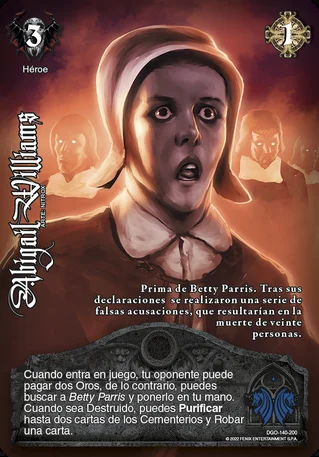 3
1
Héroe
Abigail Williams
ARTE: NITROX
Prima de Betty Parris. Tras sus
declaraciones se realizaron una serie de
falsas acusaciones, que resultarían en la
muerte de veinte
personas.
Cuando entra en juego, tu oponente puede
pagar dos Oros, de lo contrario, puedes
buscar a Betty Parris y ponerlo en tu mano.
Cuando sea Destruido, puedes Purificar
hasta dos cartas de los Cementerios y Robar
una carta.
DGO-140-200
© 2022 FENIX ENTERTAINMENT S.P.A.